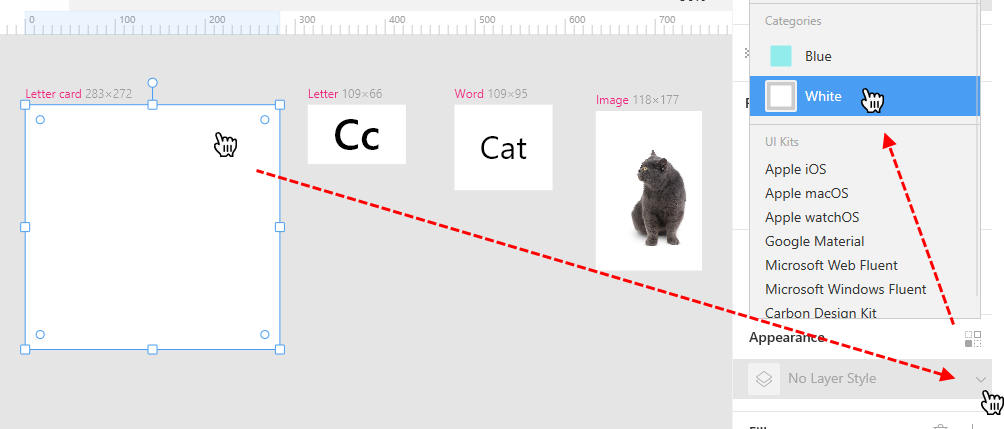 0 100 200 300 400 500 600 700
Letter card 283×272
Letter 109×66
Word 109×95
Image 118×177
Cc
Cat
Categories
Blue
White
UI Kits
Apple iOS
Apple macOS
Apple watchOS
Google Material
Microsoft Web Fluent
Microsoft Windows Fluent
Carbon Design Kit
Appearance
No Layer Style